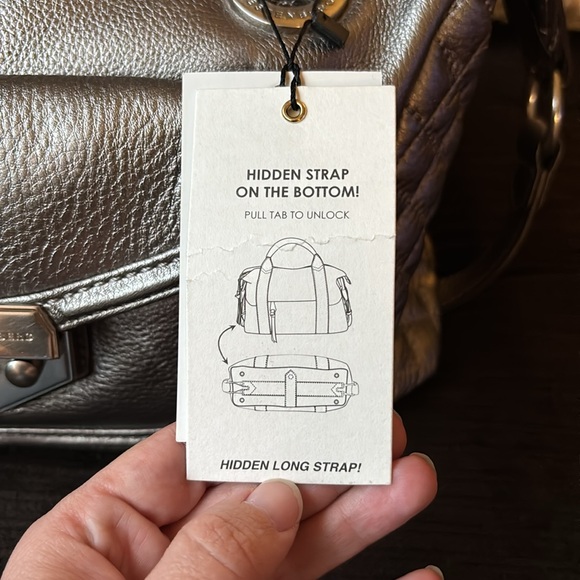 HIDDEN STRAP
ON THE BOTTOM!
PULL TAB TO UNLOCK
HIDDEN LONG STRAP!